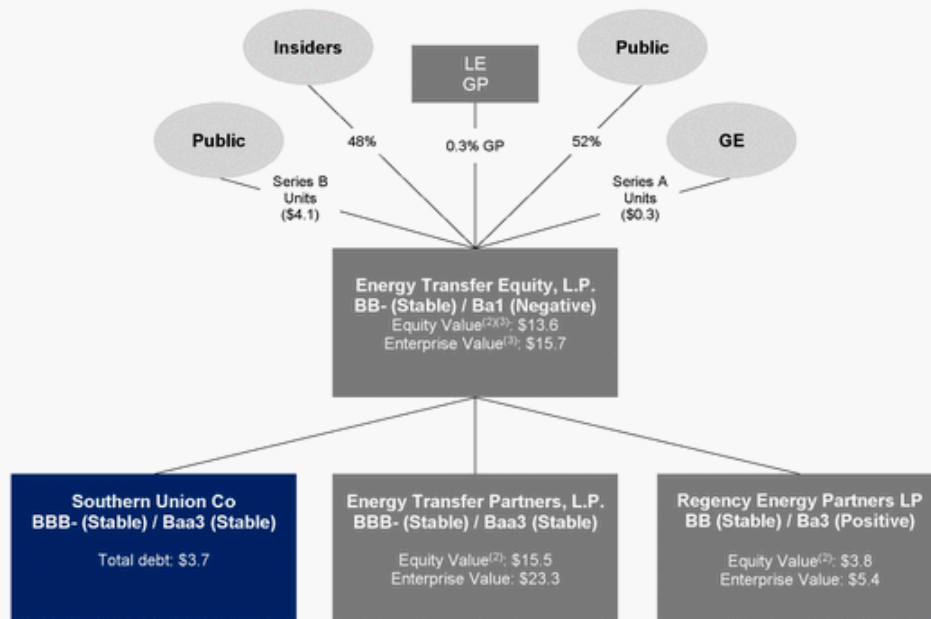 Insiders
LE
GP
Public
Public
48%
0.3% GP
52%
GE
Series B
Units
($4.1)
Series A
Units
($0.3)
Energy Transfer Equity, L.P.
BB- (Stable) / Ba1 (Negative)
Equity Value(2)(3): $13.6
Enterprise Value(3): $15.7
Southern Union Co
BBB- (Stable) / Baa3 (Stable)
Total debt: $3.7
Energy Transfer Partners, L.P.
BBB- (Stable) / Baa3 (Stable)
Equity Value(2): $15.5
Enterprise Value: $23.3
Regency Energy Partners LP
BB (Stable) / Ba3 (Positive)
Equity Value(2): $3.8
Enterprise Value: $5.4